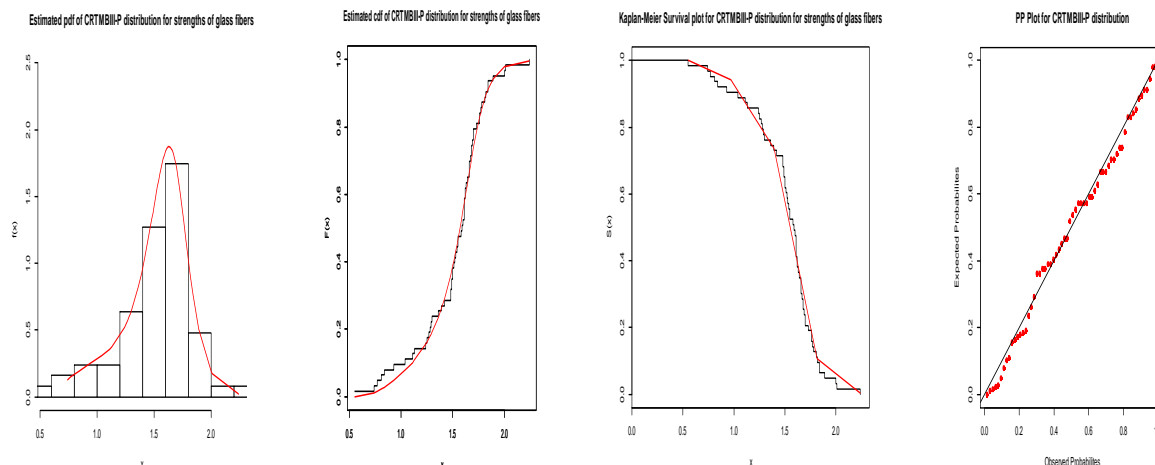 Estimated pdf of CRTMBIII-P distribution for strengths of glass fibers
f(x)
0.0 0.5 1.0 1.5 2.0 2.5
0.5 1.0 1.5 2.0
Estimated cdf of CRTMBIII-P distribution for strengths of glass fibers
F(x)
0.0 0.2 0.4 0.6 0.8 1.0
0.5 1.0 1.5 2.0
x
Kaplan-Meier Survival plot for CRTMBIII-P distribution for strengths of glass fibers
S(x)
0.0 0.2 0.4 0.6 0.8 1.0
0.0 0.5 1.0 1.5 2.0
x
PP Plot for CRTMBIII-P distribution
Expected Probabilites
0.0 0.2 0.4 0.6 0.8 1.0
0.0 0.2 0.4 0.6 0.8
Observed Probabilites